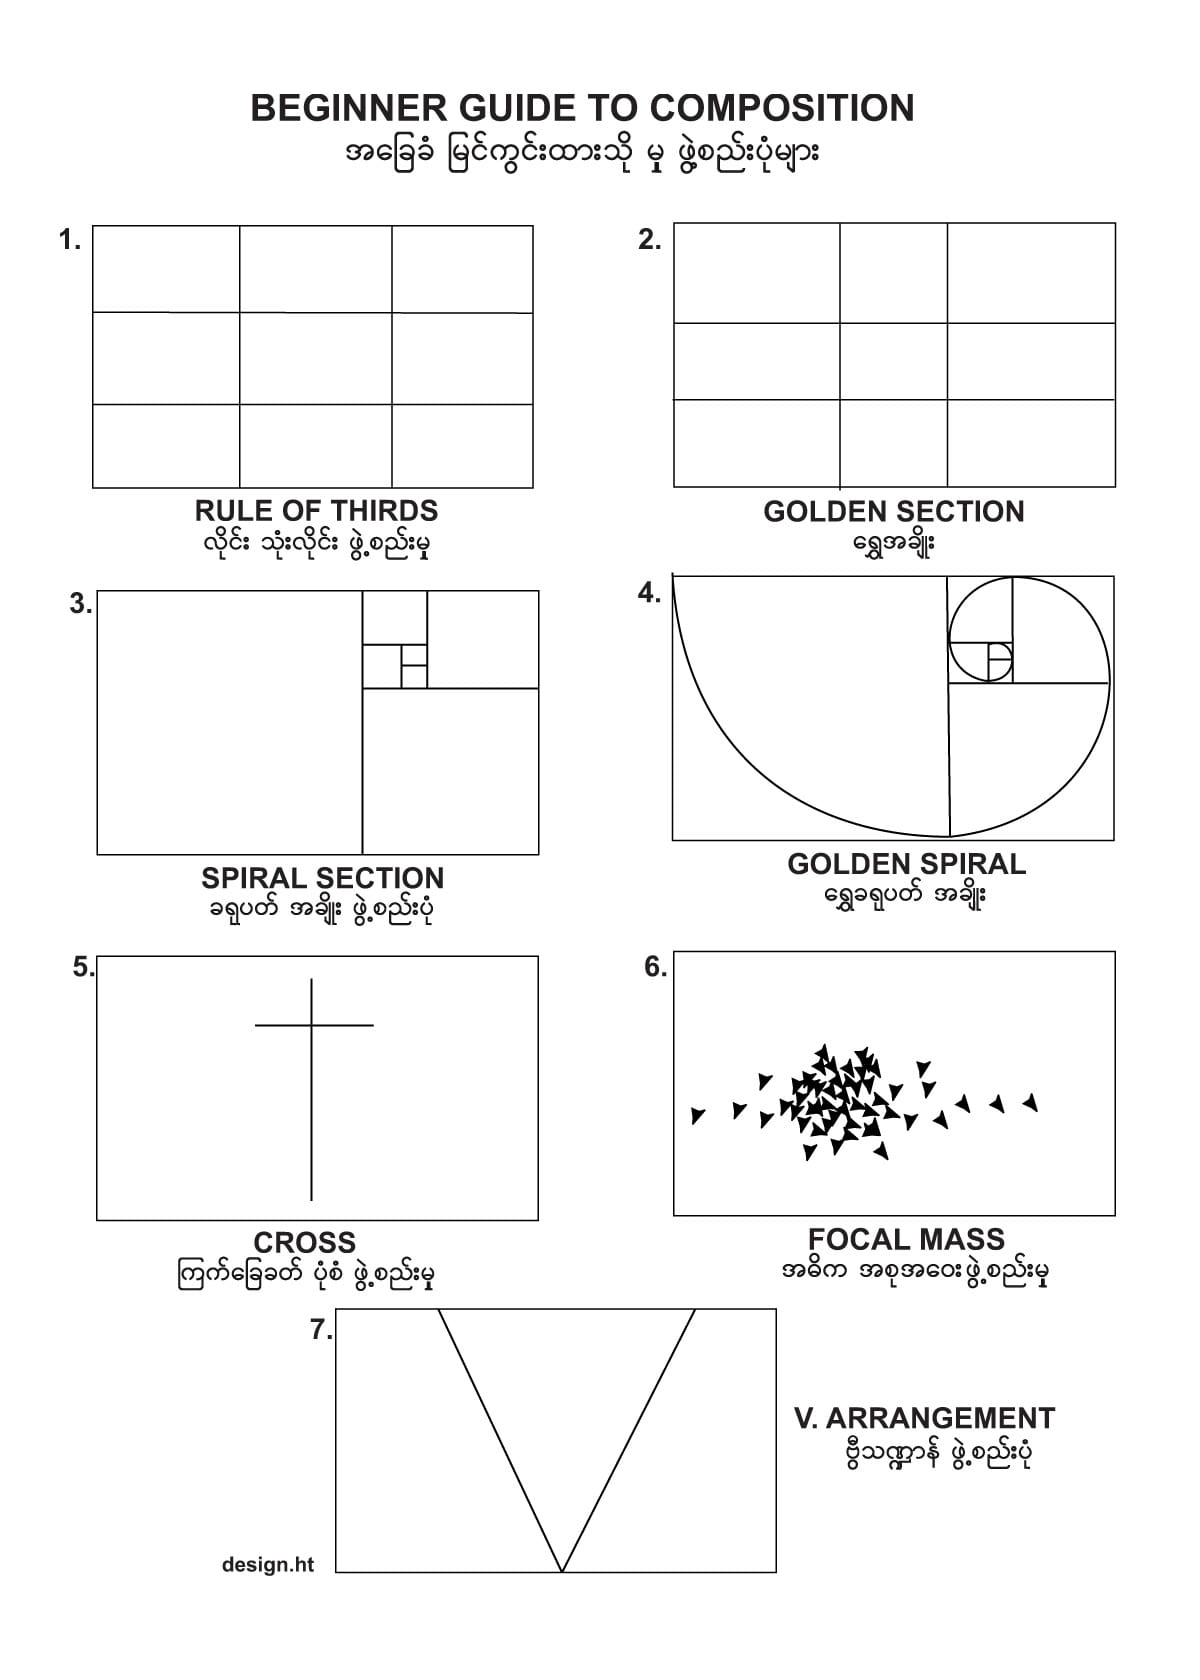 BEGINNER GUIDE TO COMPOSITION
အခြေခံ မြင်ကွင်းထားသို မှု ဖွဲ့စည်းပုံများ
1.
RULE OF THIRDS
လိုင်း သုံးလိုင်း ဖွဲ့စည်းမှု
2.
GOLDEN SECTION
ရွှေအချိုး
3.
SPIRAL SECTION
ခရုပတ် အချိုး ဖွဲ့စည်းပုံ
4.
GOLDEN SPIRAL
ရွှေခရုပတ် အချိုး
5.
CROSS
ကြက်ခြေခတ် ပုံစံ ဖွဲ့စည်းမှု
6.
FOCAL MASS
အဓိက အစုအဝေးဖွဲ့စည်းမှု
7.
V. ARRANGEMENT
ဗွီသဏ္ဍာန် ဖွဲ့စည်းပုံ
design.ht